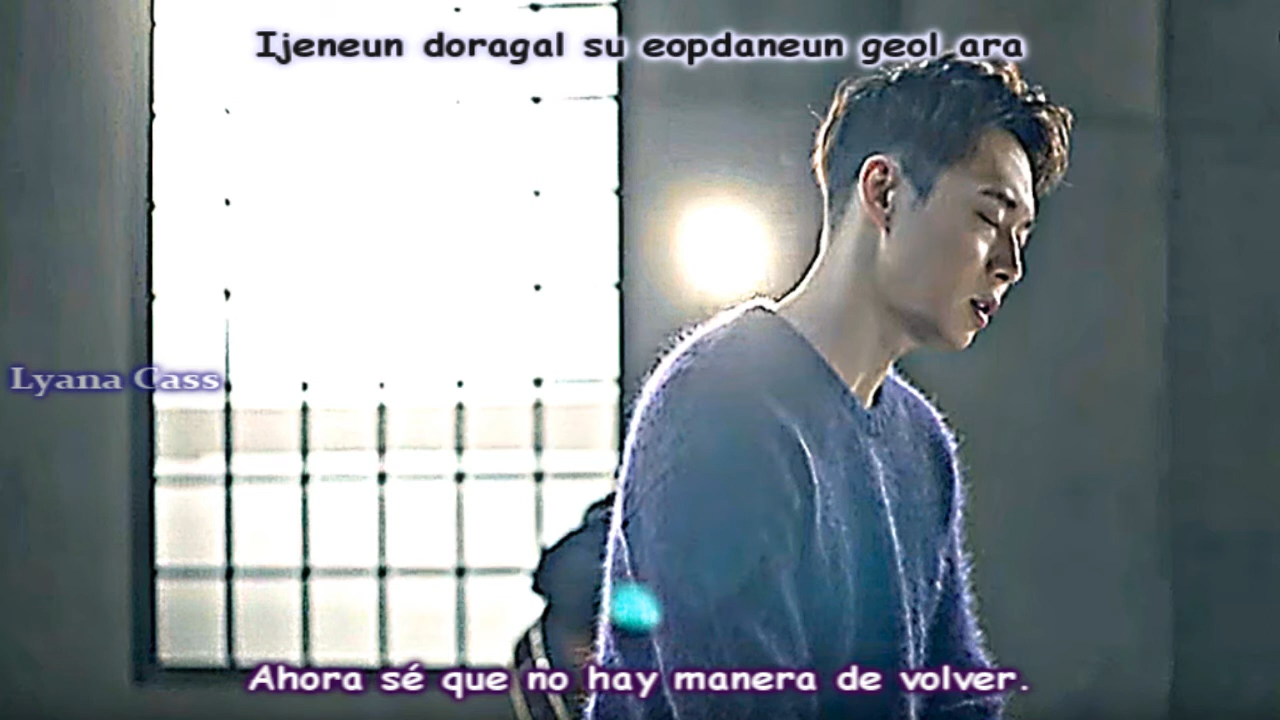 Ijeneun doragal su eopdaneun geol ara
Lyana Cass
Ahora sé que no hay manera de volver.